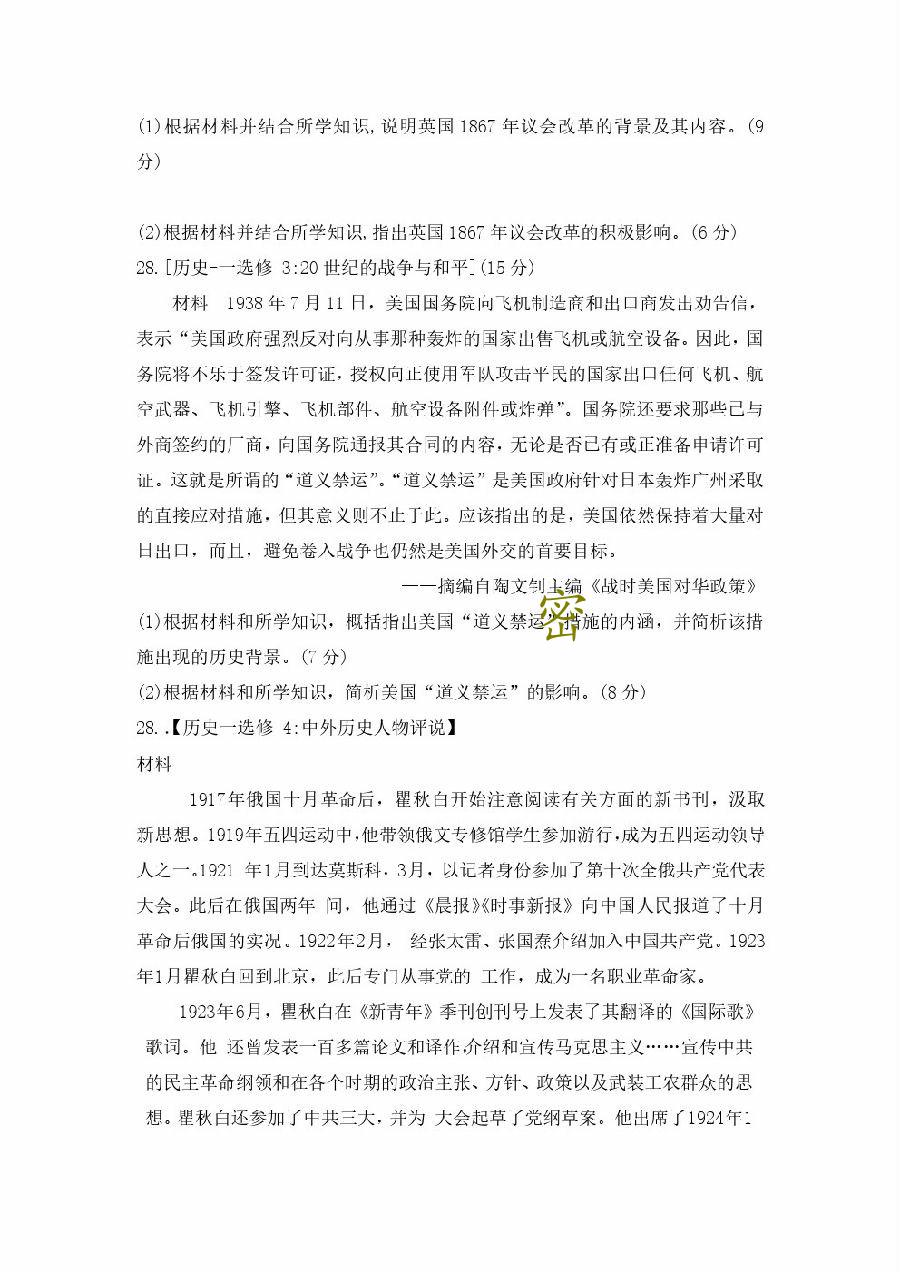 (1)根据材料并结合所学知识,说明英国1867年议会改革的背景及其内容。(9
分)
(2)根据材料并结合所学知识,指出英国1867年议会改革的积极影响。(6分)
28.[历史-一选修 3:20世纪的战争与和平](15分)
材料 1938年7月11日，美国国务院向飞机制造商和出口商发出劝告信，
表示“美国政府强烈反对向从事那种轰炸的国家出售飞机或航空设备。因此，国
务院将不乐于签发许可证，授权向正使用军队攻击平民的国家出口任何飞机、航
空武器、飞机引擎、飞机部件、航空设备附件或炸弹”。国务院还要求那些已与
外商签约的厂商，向国务院通报其合同的内容，无论是否已有或正准备申请许可
证。这就是所谓的“道义禁运”。“道义禁运”是美国政府针对日本轰炸广州采取
的直接应对措施，但其意义则不止于此。应该指出的是，美国依然保持着大量对
日出口，而且，避免卷入战争也仍然是美国外交的首要目标。
——摘编自陶文钊主编《战时美国对华政策》
(1)根据材料和所学知识，概括指出美国“道义禁运”措施的内涵，并简析该措
密
施出现的历史背景。(7分)
(2)根据材料和所学知识，简析美国“道义禁运”的影响。(8分)
28..【历史一选修 4:中外历史人物评说】
材料
1917年俄国十月革命后，瞿秋白开始注意阅读有关方面的新书刊，汲取
新思想。1919年五四运动中,他带领俄文专修馆学生参加游行,成为五四运动领导
人之一。1921 年1月到达莫斯科．3月，以记者身份参加了第十次全俄共产党代表
大会。此后在俄国两年 间，他通过《晨报》《时事新报》向中国人民报道了十月
革命后俄国的实况。1922年2月， 经张太雷、张国焘介绍加入中国共产党。1923
年1月瞿秋白回到北京，此后专门从事党的 工作，成为一名职业革命家。
1923年6月，瞿秋白在《新青年》季刊创刊号上发表了其翻译的《国际歌》
歌词。他 还曾发表一百多篇论文和译作,介绍和宣传马克思主义……宣传中共
的民主革命纲领和在各个时期的政治主张、方针、政策以及武装工农群众的思
想。瞿秋白还参加了中共三大，并为 大会起草了党纲草案。他出席了1924年1